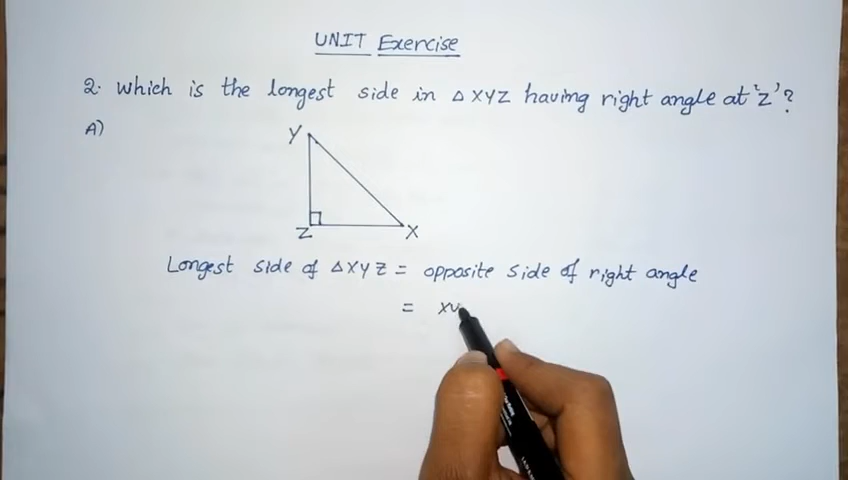 UNIT Exercise
2. Which is the longest side in Δ XYZ having right angle at 'Z'?
A)
Y
Z X
Longest side of ΔXYZ = opposite side of right angle
= XY